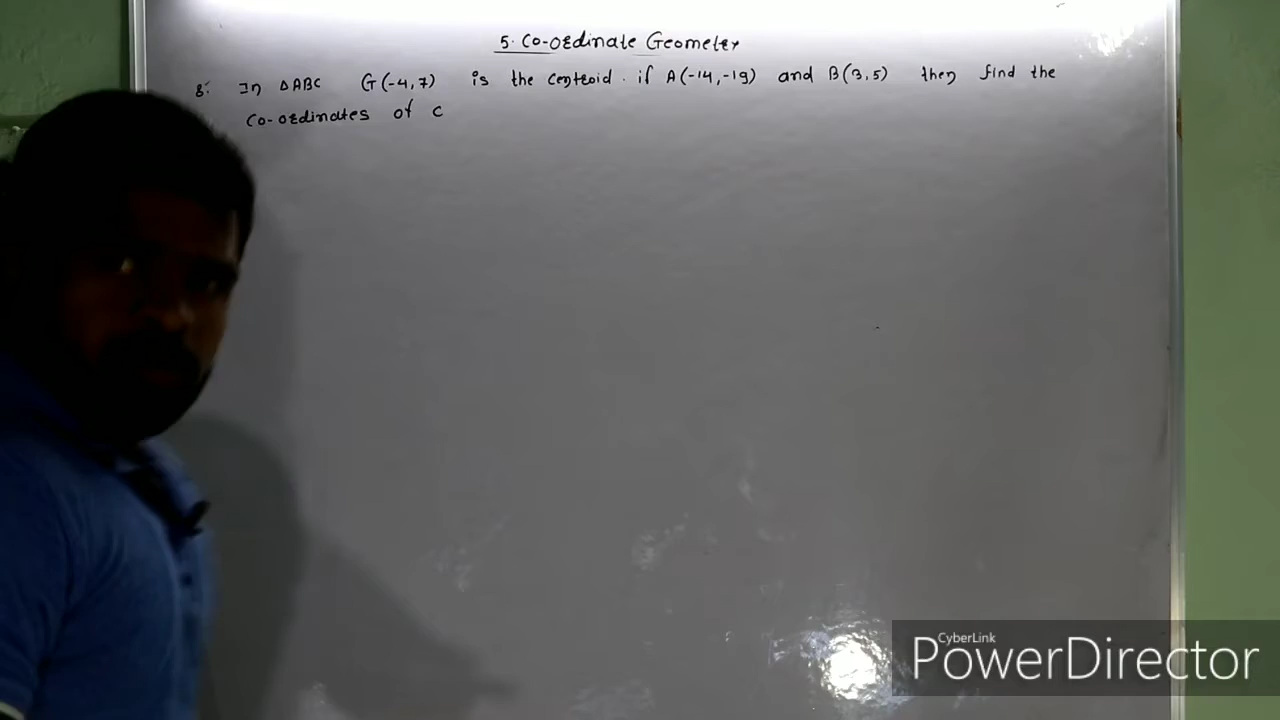 5. Co-ordinate Geometry
8. In △ABC G(-4, 7) is the centroid. if A(-14, -19) and B(3, 5) then find the
co-ordinates of C
CyberLink
PowerDirector